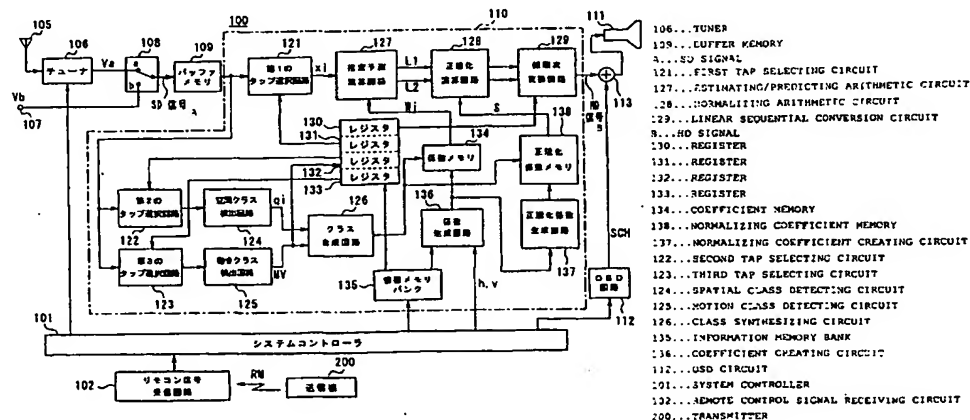 100
110
111
105
106
チューナ
Va
108
a
b
109
バッファ
メモリ
SD 信号
A
Vb
107
121
第1の
タップ選択回路
xi
127
推定予測
演算回路
L1
L2
128
正規化
演算回路
129
線順次
変換回路
HD
信号
B
113
Wi
S
130
131
132
133
レジスタ
レジスタ
レジスタ
レジスタ
134
係数メモリ
138
正規化
係数メモリ
第2の
タップ選択回路
122
空間クラス
検出回路
124
qi
126
クラス
合成回路
136
係数
生成回路
正規化係数
生成回路
137
SCH
第3の
タップ選択回路
123
動きクラス
検出回路
125
MV
135
情報メモリ
バンク
h,v
OSD
回路
112
101
システムコントローラ
102
リモコン信号
受信回路
RM
200
送信機
106...TUNER
109...BUFFER MEMORY
A...SD SIGNAL
121...FIRST TAP SELECTING CIRCUIT
127...ESTIMATING/PREDICTING ARITHMETIC CIRCUIT
128...NORMALIZING ARITHMETIC CIRCUIT
129...LINEAR SEQUENTIAL CONVERSION CIRCUIT
B...HD SIGNAL
130...REGISTER
131...REGISTER
132...REGISTER
133...REGISTER
134...COEFFICIENT MEMORY
138...NORMALIZING COEFFICIENT MEMORY
137...NORMALIZING COEFFICIENT CREATING CIRCUIT
122...SECOND TAP SELECTING CIRCUIT
123...THIRD TAP SELECTING CIRCUIT
124...SPATIAL CLASS DETECTING CIRCUIT
125...MOTION CLASS DETECTING CIRCUIT
126...CLASS SYNTHESIZING CIRCUIT
135...INFORMATION MEMORY BANK
136...COEFFICIENT CREATING CIRCUIT
112...OSD CIRCUIT
101...SYSTEM CONTROLLER
102...REMOTE CONTROL SIGNAL RECEIVING CIRCUIT
200...TRANSMITTER